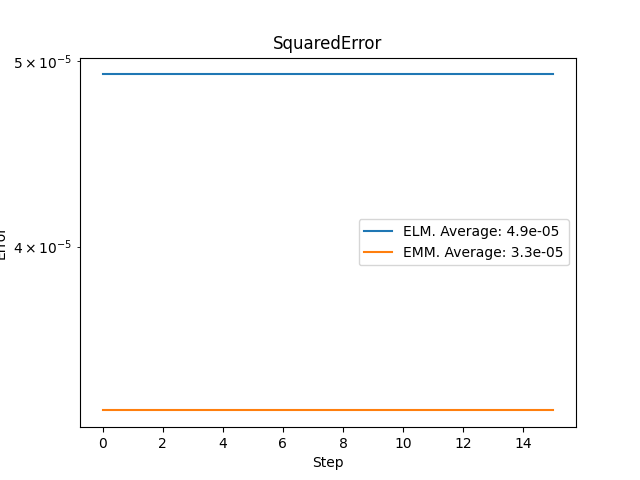 SquaredError
5 × 10⁻⁵
4 × 10⁻⁵
Error
ELM. Average: 4.9e-05
EMM. Average: 3.3e-05
0 2 4 6 8 10 12 14
Step